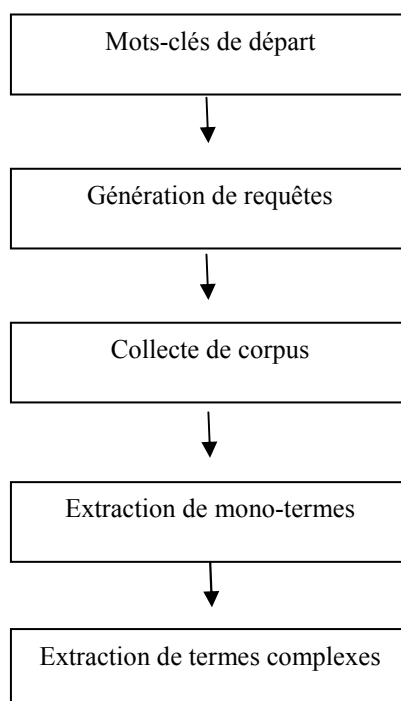 Mots-clés de départ
Génération de requêtes
Collecte de corpus
Extraction de mono-termes
Extraction de termes complexes